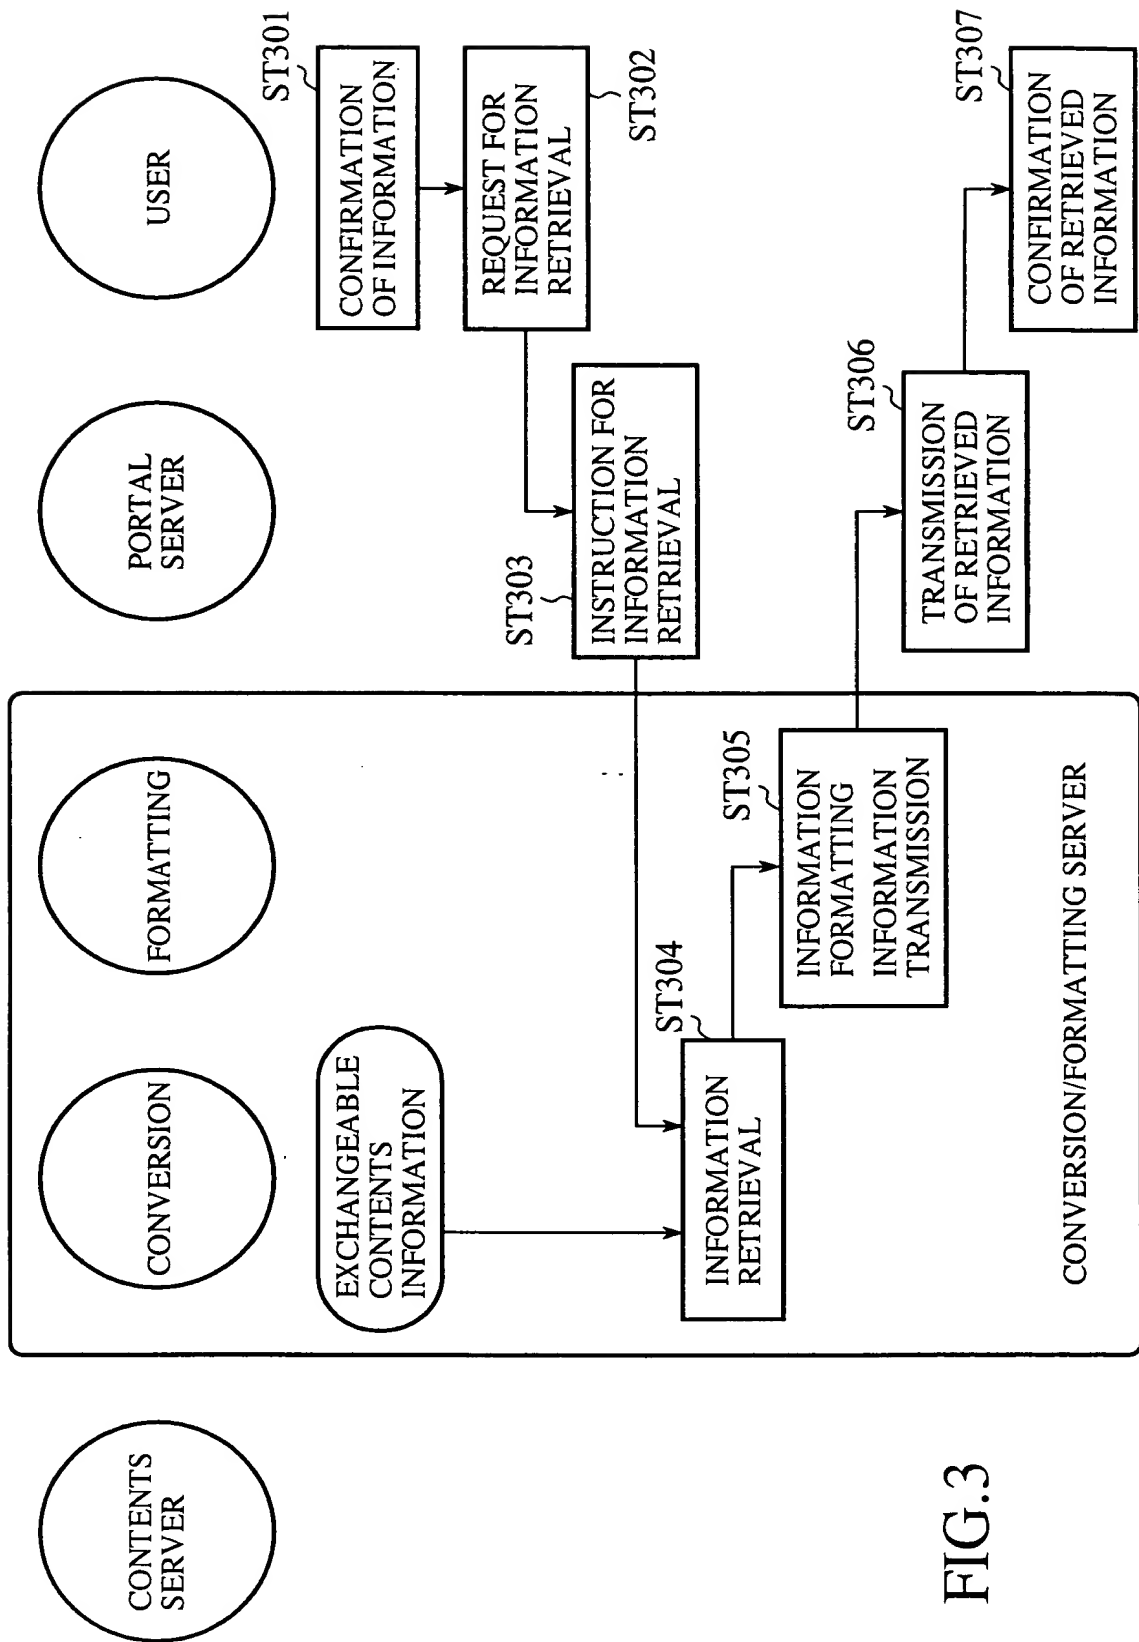 CONTENTS
SERVER
CONVERSION
FORMATTING
PORTAL
SERVER
USER
EXCHANGEABLE
CONTENTS
INFORMATION
ST301
CONFIRMATION
OF INFORMATION
REQUEST FOR
INFORMATION
RETRIEVAL
ST302
ST303
INSTRUCTION FOR
INFORMATION
RETRIEVAL
ST304
INFORMATION
RETRIEVAL
ST305
INFORMATION
FORMATTING
INFORMATION
TRANSMISSION
ST306
TRANSMISSION
OF RETRIEVED
INFORMATION
ST307
CONFIRMATION
OF RETRIEVED
INFORMATION
CONVERSION/FORMATTING SERVER
FIG.3